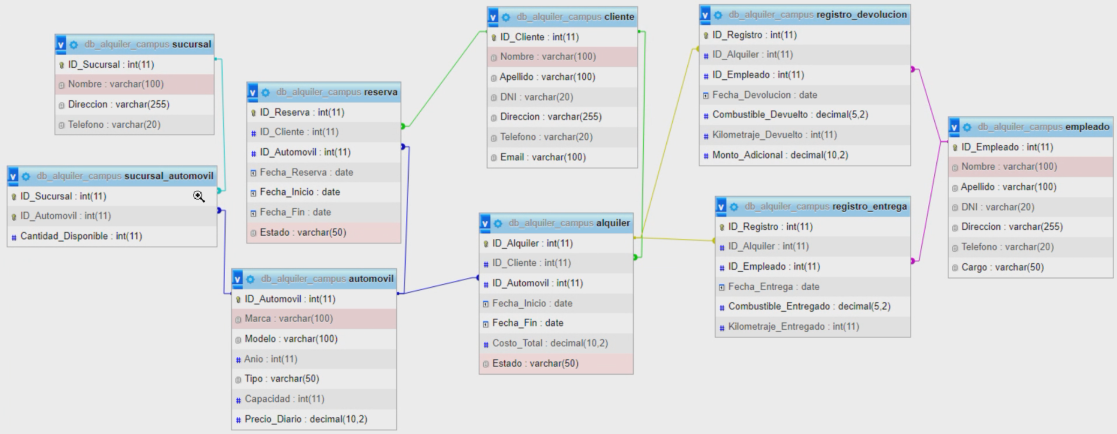 db_alquiler_campus sucursal
ID_Sucursal : int(11)
Nombre : varchar(100)
Direccion : varchar(255)
Telefono : varchar(20)
db_alquiler_campus sucursal_automovil
ID_Sucursal : int(11)
ID_Automovil : int(11)
Cantidad_Disponible : int(11)
db_alquiler_campus reserva
ID_Reserva : int(11)
ID_Cliente : int(11)
ID_Automovil : int(11)
Fecha_Reserva : date
Fecha_Inicio : date
Fecha_Fin : date
Estado : varchar(50)
db_alquiler_campus automovil
ID_Automovil : int(11)
Marca : varchar(100)
Modelo : varchar(100)
Anio : int(11)
Tipo : varchar(50)
Capacidad : int(11)
Precio_Diario : decimal(10,2)
db_alquiler_campus cliente
ID_Cliente : int(11)
Nombre : varchar(100)
Apellido : varchar(100)
DNI : varchar(20)
Direccion : varchar(255)
Telefono : varchar(20)
Email : varchar(100)
db_alquiler_campus alquiler
ID_Alquiler : int(11)
ID_Cliente : int(11)
ID_Automovil : int(11)
Fecha_Inicio : date
Fecha_Fin : date
Costo_Total : decimal(10,2)
Estado : varchar(50)
db_alquiler_campus registro_devolucion
ID_Registro : int(11)
ID_Alquiler : int(11)
ID_Empleado : int(11)
Fecha_Devolucion : date
Combustible_Devuelto : decimal(5,2)
Kilometraje_Devuelto : int(11)
Monto_Adicional : decimal(10,2)
db_alquiler_campus registro_entrega
ID_Registro : int(11)
ID_Alquiler : int(11)
ID_Empleado : int(11)
Fecha_Entrega : date
Combustible_Entregado : decimal(5,2)
Kilometraje_Entregado : int(11)
db_alquiler_campus empleado
ID_Empleado : int(11)
Nombre : varchar(100)
Apellido : varchar(100)
DNI : varchar(20)
Direccion : varchar(255)
Telefono : varchar(20)
Cargo : varchar(50)